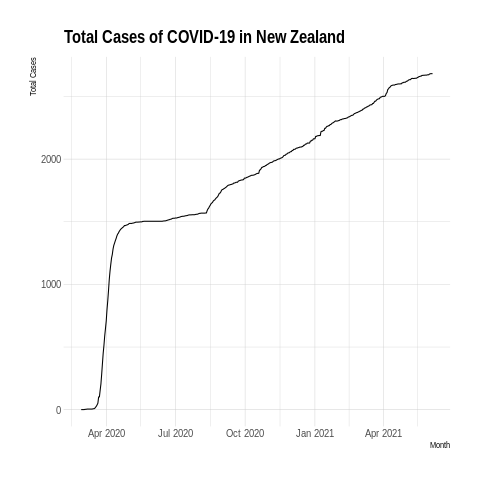 Total Cases of COVID-19 in New Zealand
Total Cases
2000
1000
0
Apr 2020 Jul 2020 Oct 2020 Jan 2021 Apr 2021
Month